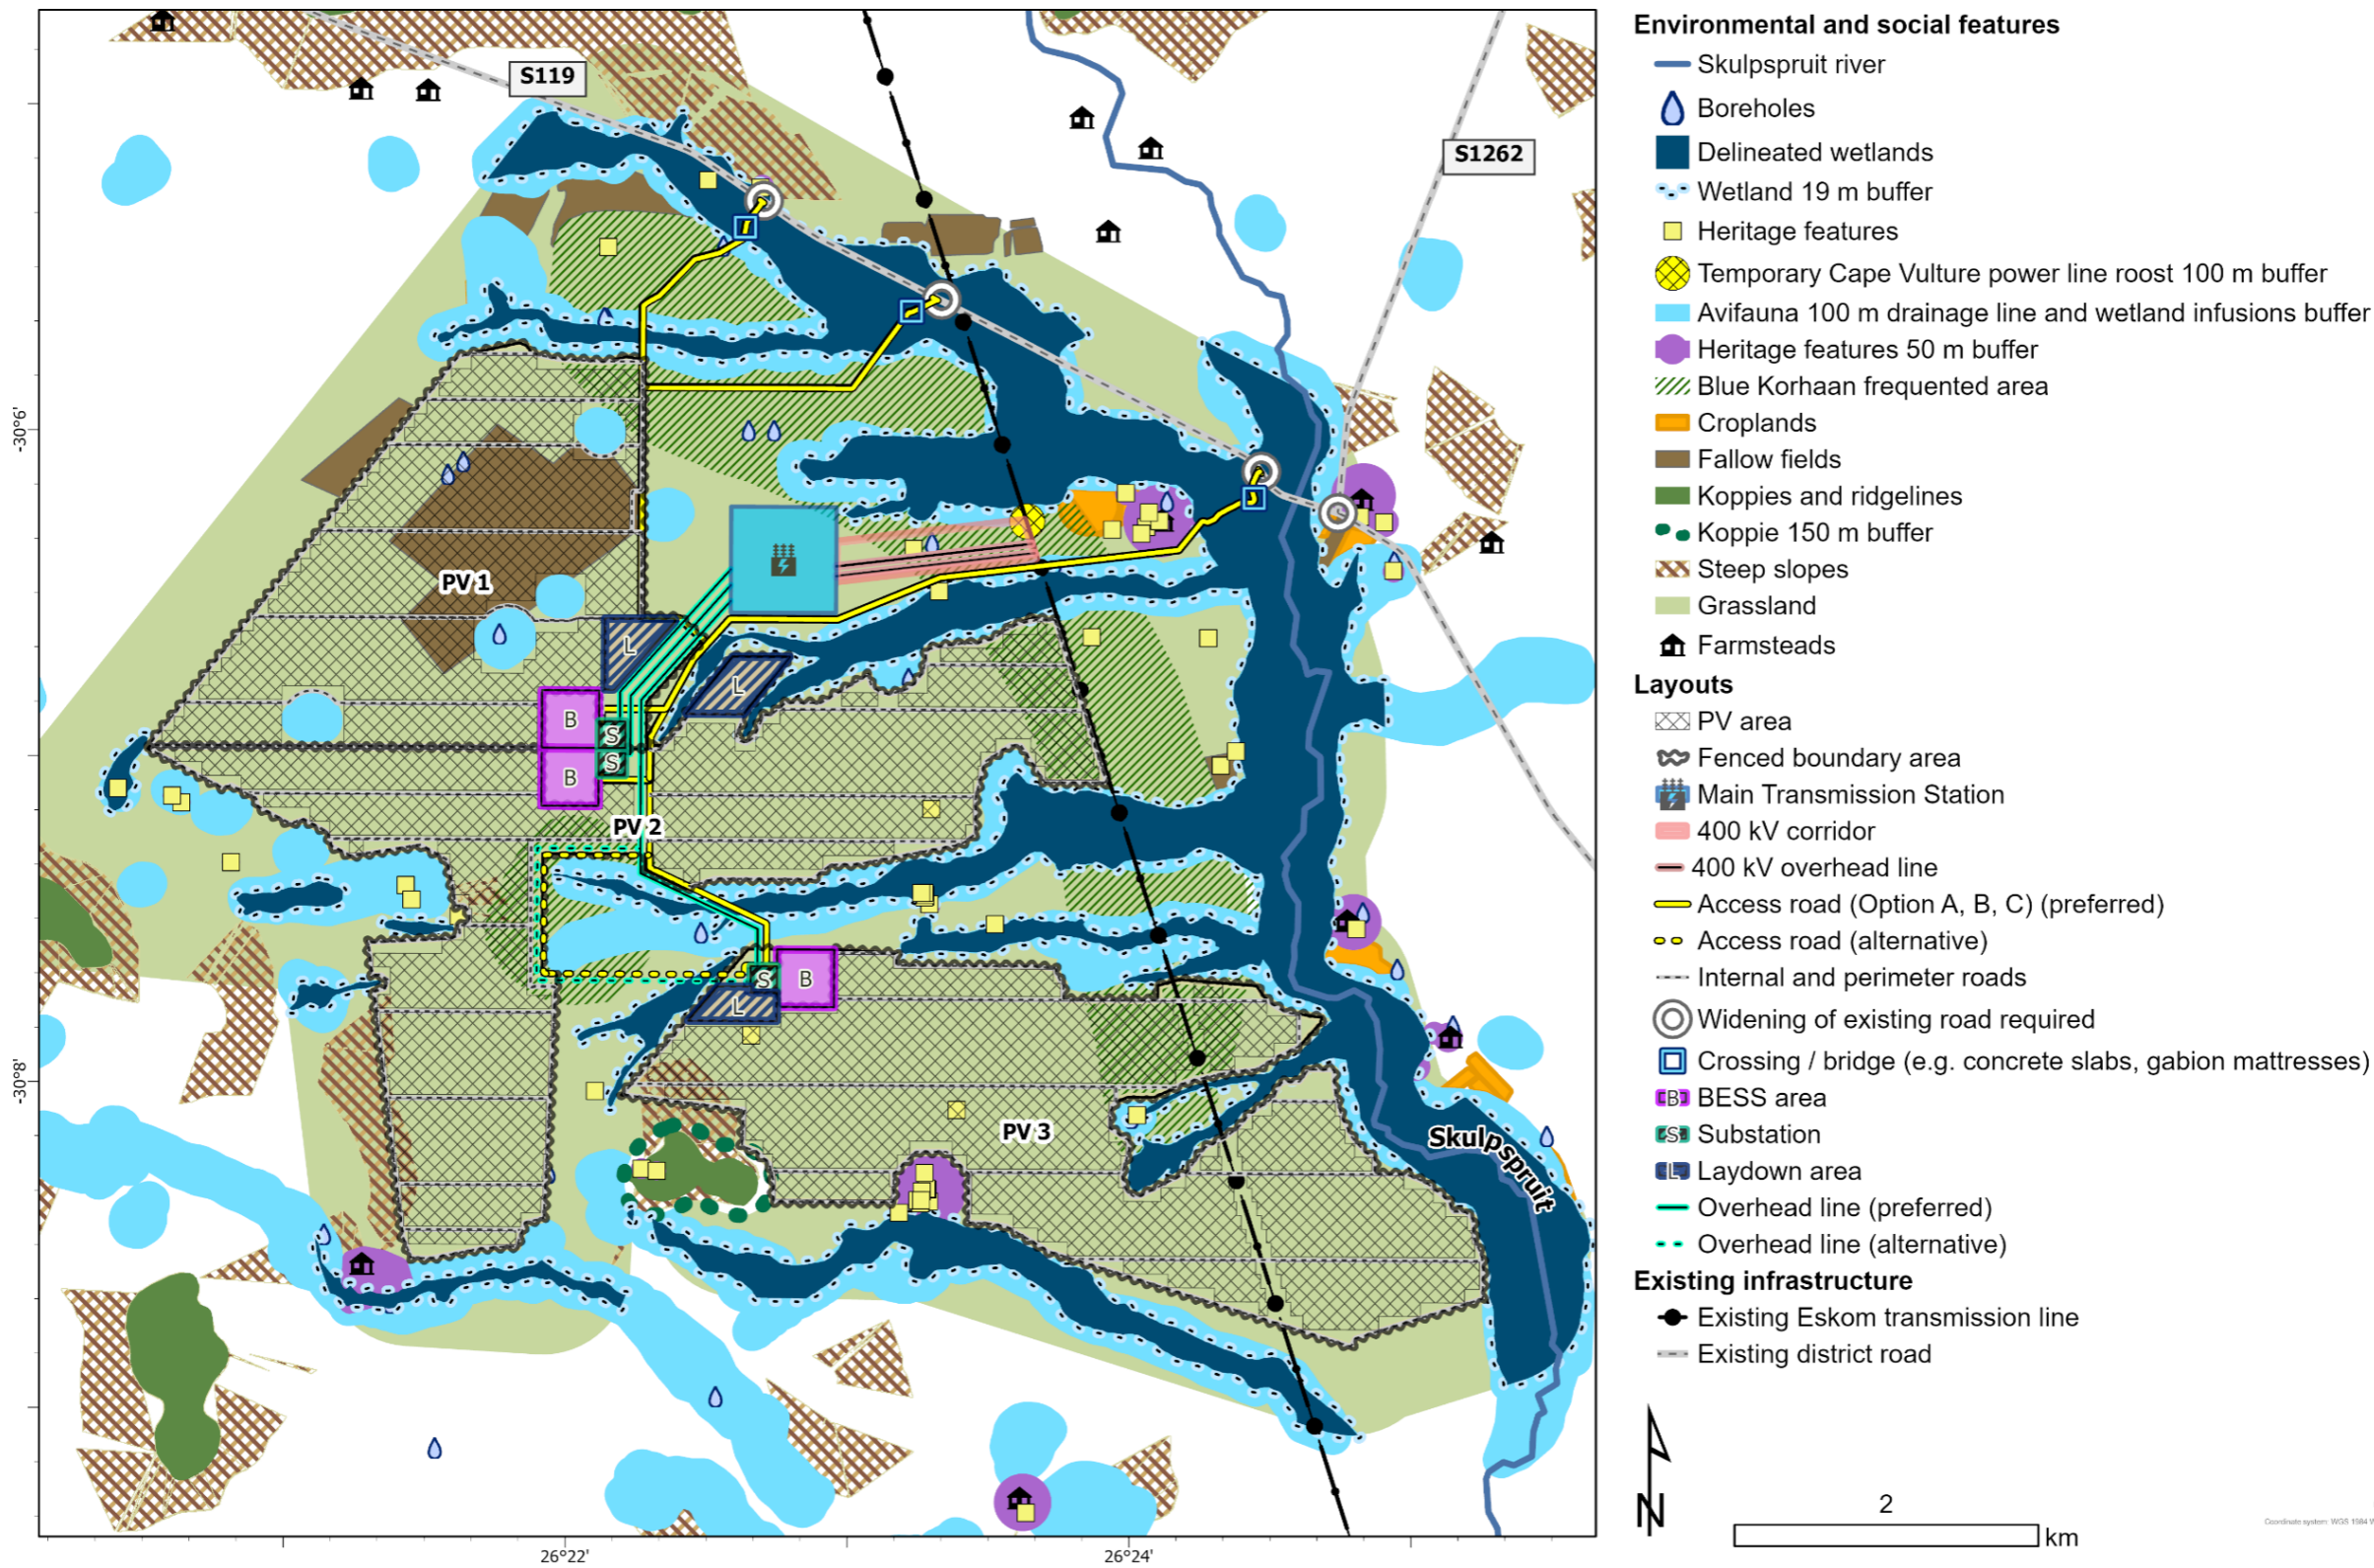 S119
S1262
-30°6'
PV 1
L
L
B
S
S
B
PV 2
S
B
L
-30°8'
PV 3
Skulpspruit
26°22'
26°24'
Environmental and social features
Skulpspruit river
Boreholes
Delineated wetlands
Wetland 19 m buffer
Heritage features
Temporary Cape Vulture power line roost 100 m buffer
Avifauna 100 m drainage line and wetland infusions buffer
Heritage features 50 m buffer
Blue Korhaan frequented area
Croplands
Fallow fields
Koppies and ridgelines
Koppie 150 m buffer
Steep slopes
Grassland
Farmsteads
Layouts
PV area
Fenced boundary area
Main Transmission Station
400 kV corridor
400 kV overhead line
Access road (Option A, B, C) (preferred)
Access road (alternative)
Internal and perimeter roads
Widening of existing road required
Crossing / bridge (e.g. concrete slabs, gabion mattresses)
B BESS area
S Substation
L Laydown area
Overhead line (preferred)
Overhead line (alternative)
Existing infrastructure
Existing Eskom transmission line
Existing district road
N
2
km
Coordinate system: WGS 1984 W